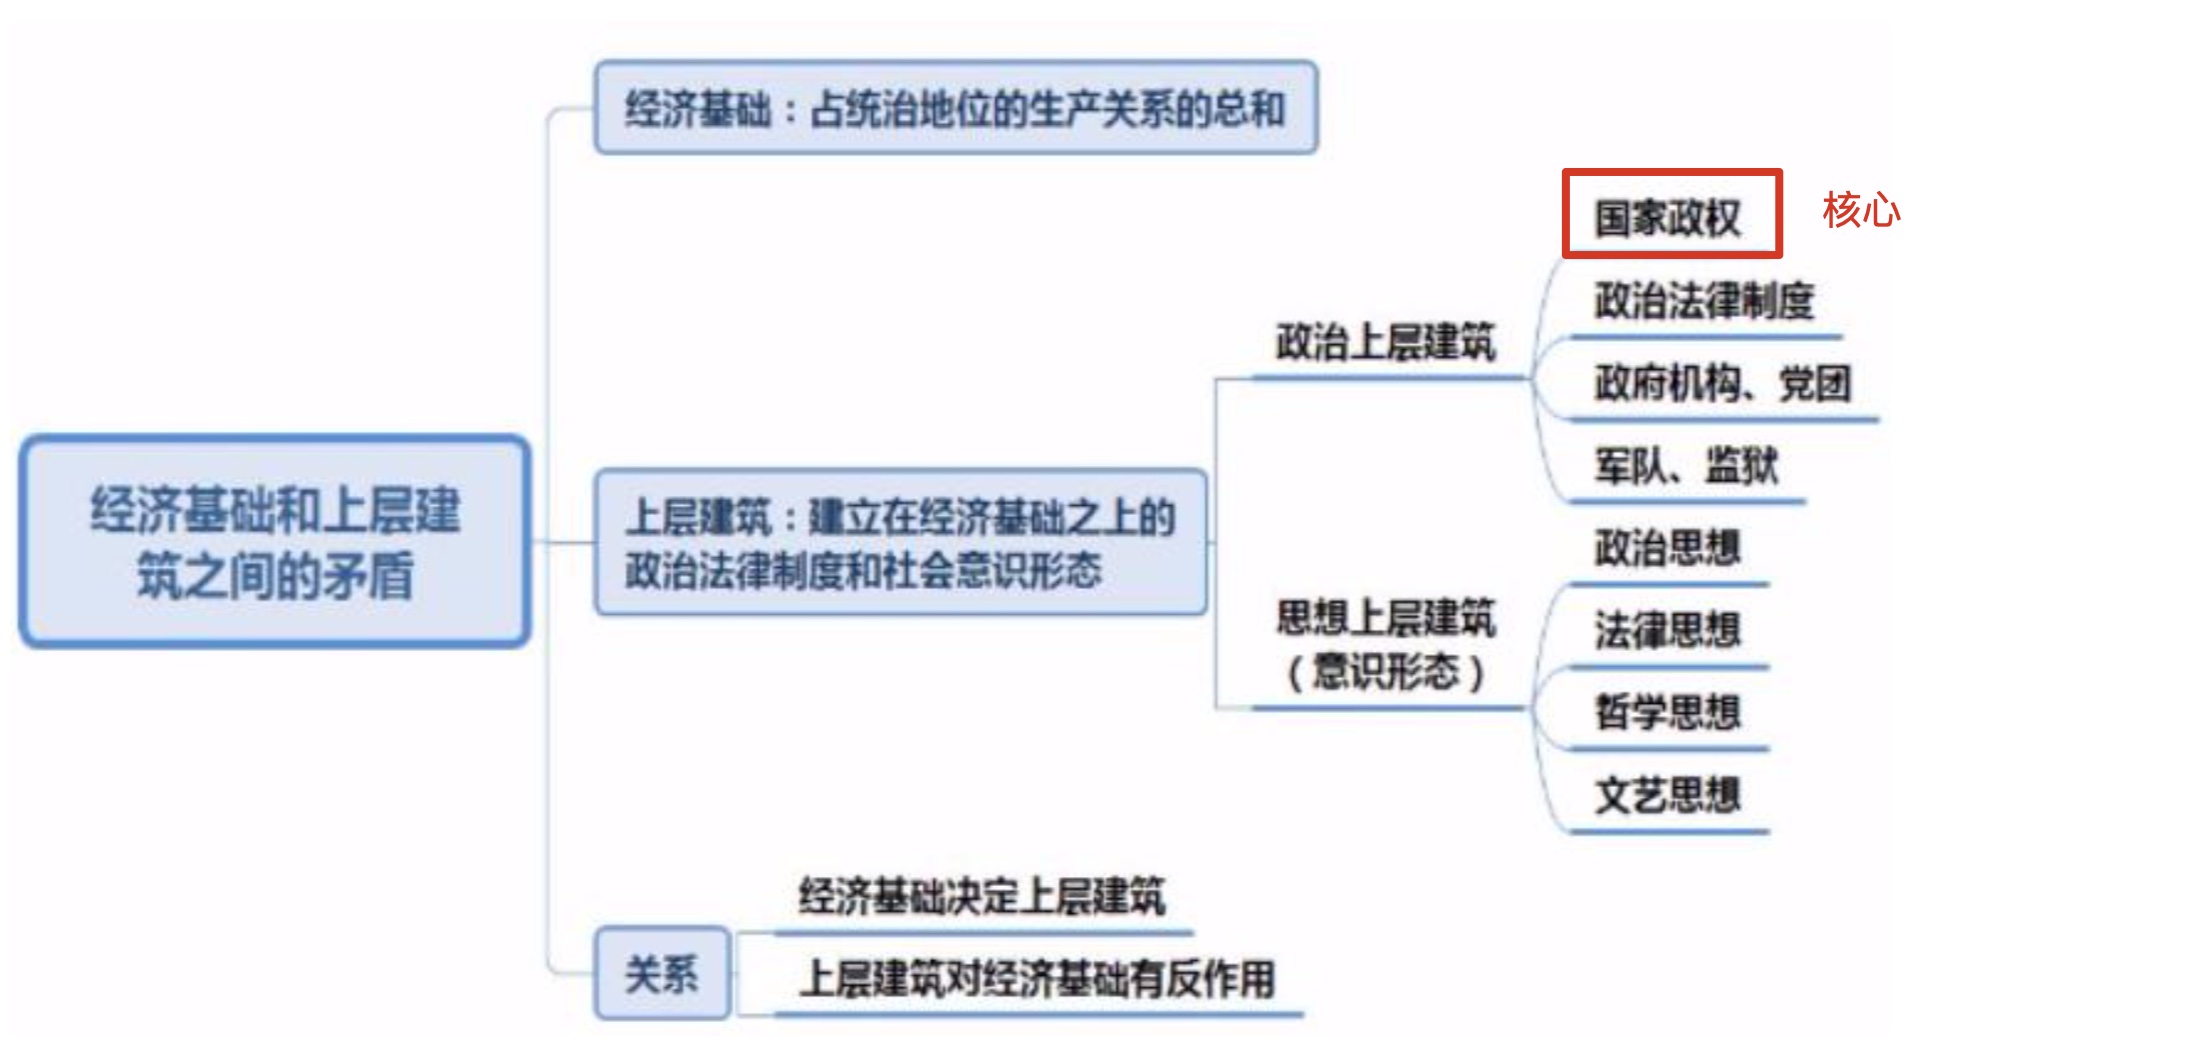 经济基础和上层建
筑之间的矛盾
经济基础：占统治地位的生产关系的总和
上层建筑：建立在经济基础之上的
政治法律制度和社会意识形态
政治上层建筑
国家政权
核心
政治法律制度
政府机构、党团
军队、监狱
思想上层建筑
（意识形态）
政治思想
法律思想
哲学思想
文艺思想
关系
经济基础决定上层建筑
上层建筑对经济基础有反作用